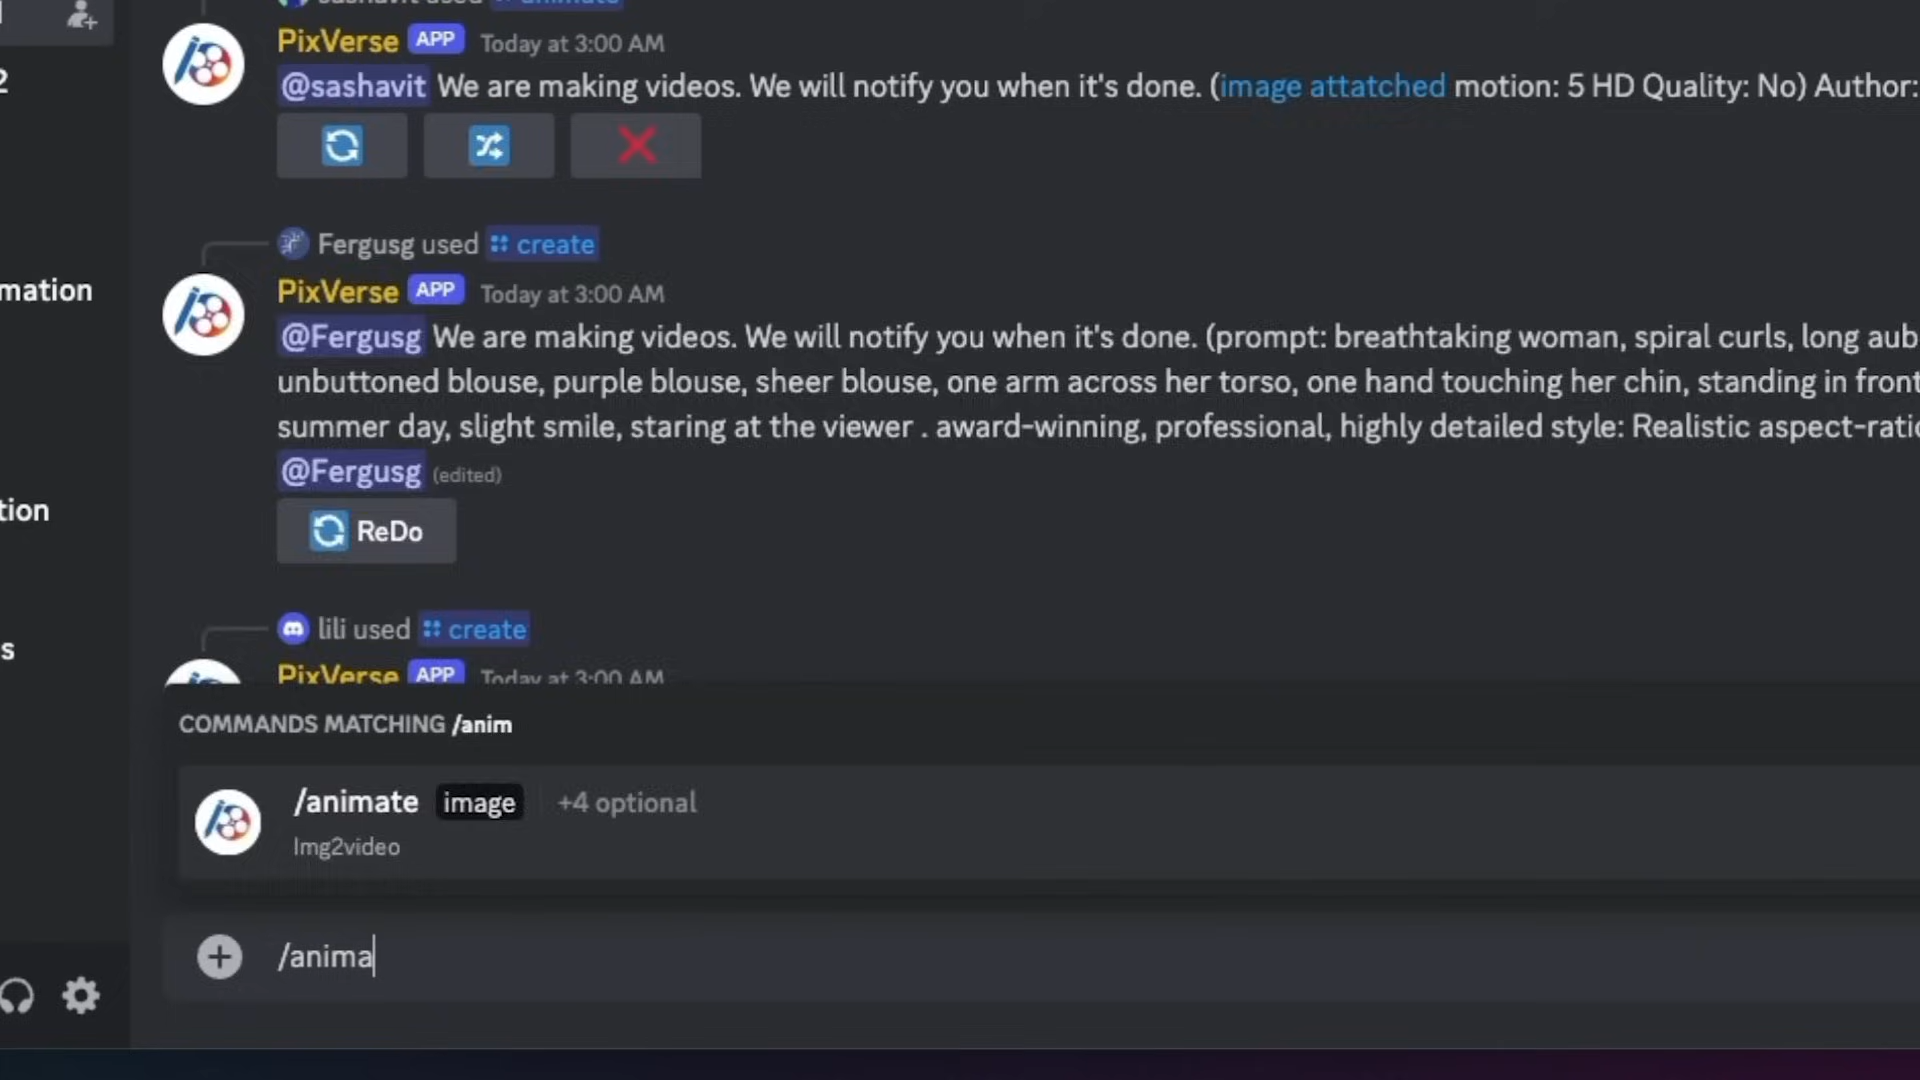 sashavit used animate
PixVerse APP Today at 3:00 AM
@sashavit We are making videos. We will notify you when it's done. (image attatched motion: 5 HD Quality: No) Author:
Fergusg used create
mation
PixVerse APP Today at 3:00 AM
@Fergusg We are making videos. We will notify you when it's done. (prompt: breathtaking woman, spiral curls, long aub
unbuttoned blouse, purple blouse, sheer blouse, one arm across her torso, one hand touching her chin, standing in front
summer day, slight smile, staring at the viewer . award-winning, professional, highly detailed style: Realistic aspect-ratio
@Fergusg (edited)
tion
ReDo
lili used create
s
PixVerse APP Today at 3:00 AM
COMMANDS MATCHING /anim
/animate image +4 optional
Img2video
/anima